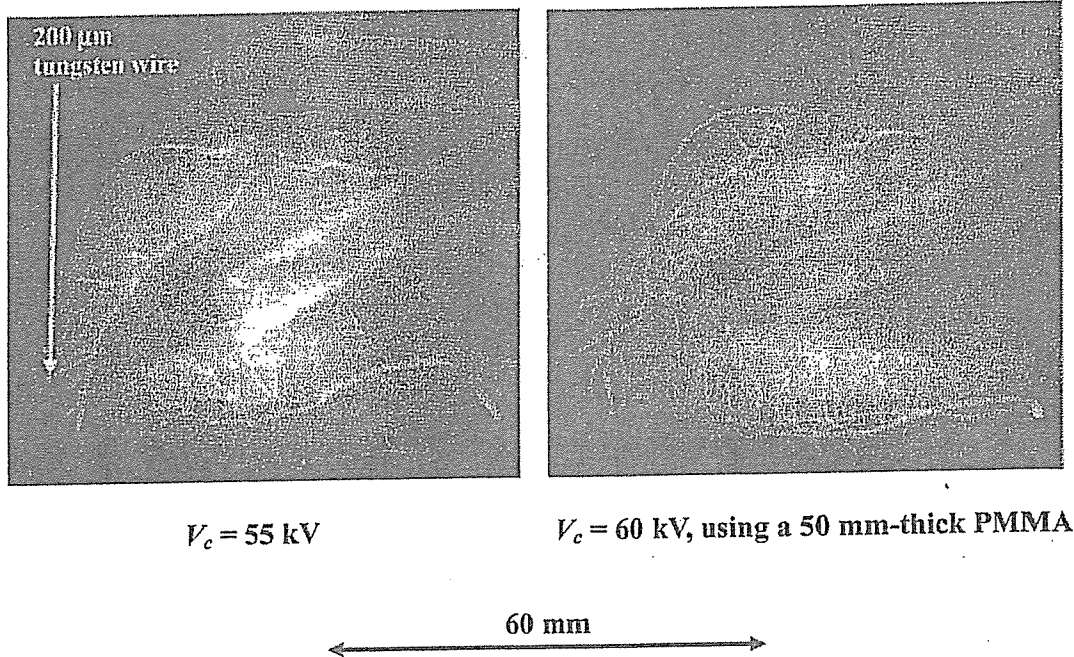 200 µm
tungsten wire
V_c = 55 kV
V_c = 60 kV, using a 50 mm-thick PMMA
60 mm